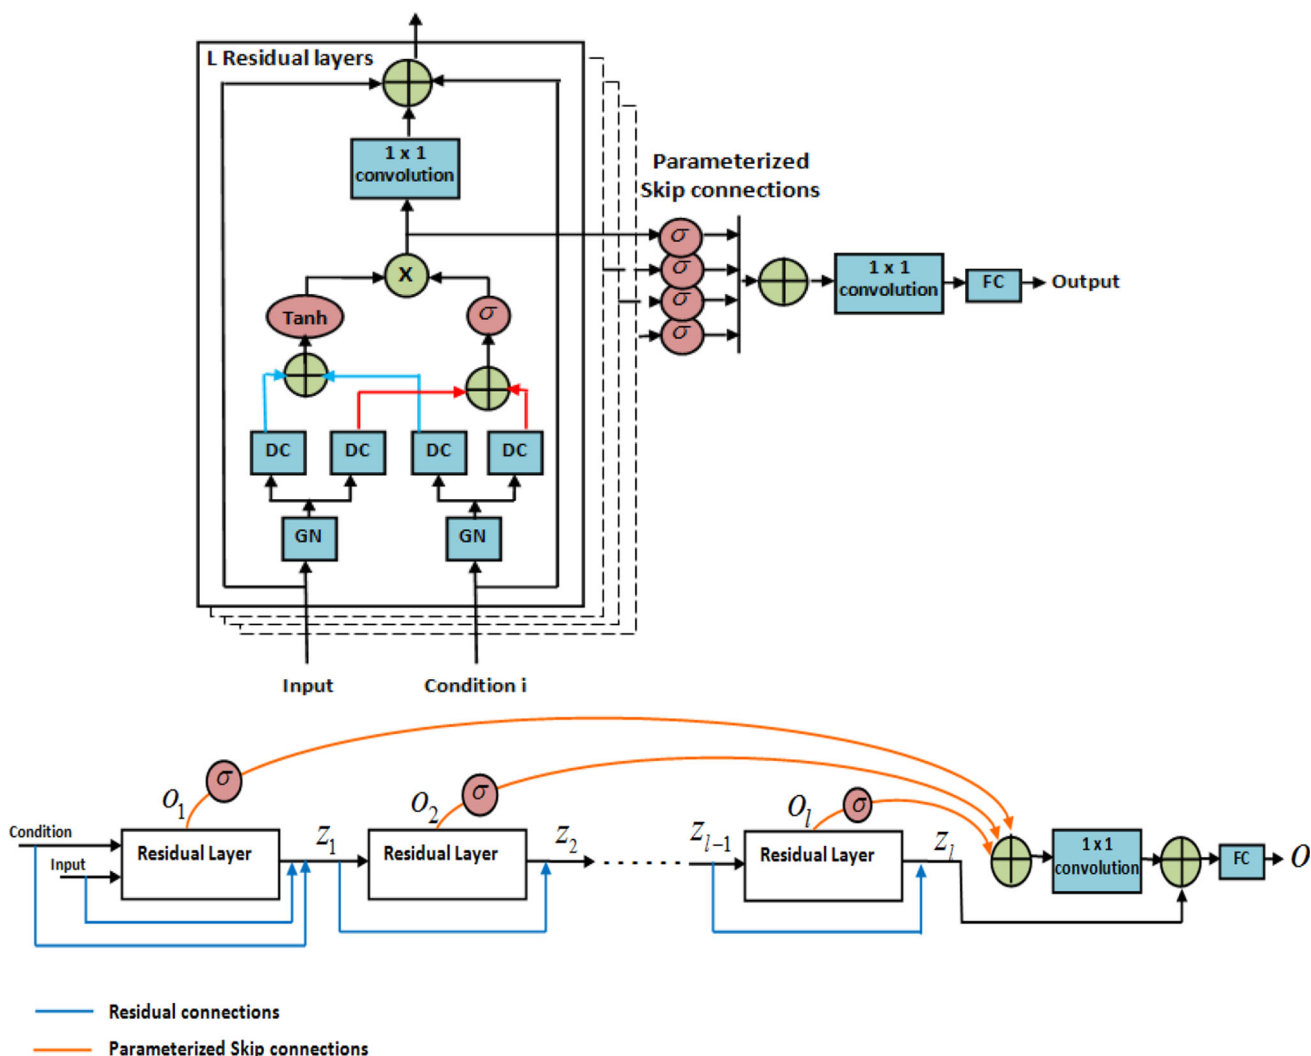 L Residual layers
1 x 1
convolution
Parameterized
Skip connections
σ
σ
σ
σ
1 x 1
convolution
FC
Output
X
Tanh
σ
DC
DC
DC
DC
GN
GN
Input
Condition i
σ
σ
σ
O1
O2
Ol
Condition
Input
Residual Layer
z1
Residual Layer
z2
zl−1
Residual Layer
zl
1 x 1
convolution
FC
O
Residual connections
Parameterized Skip connections